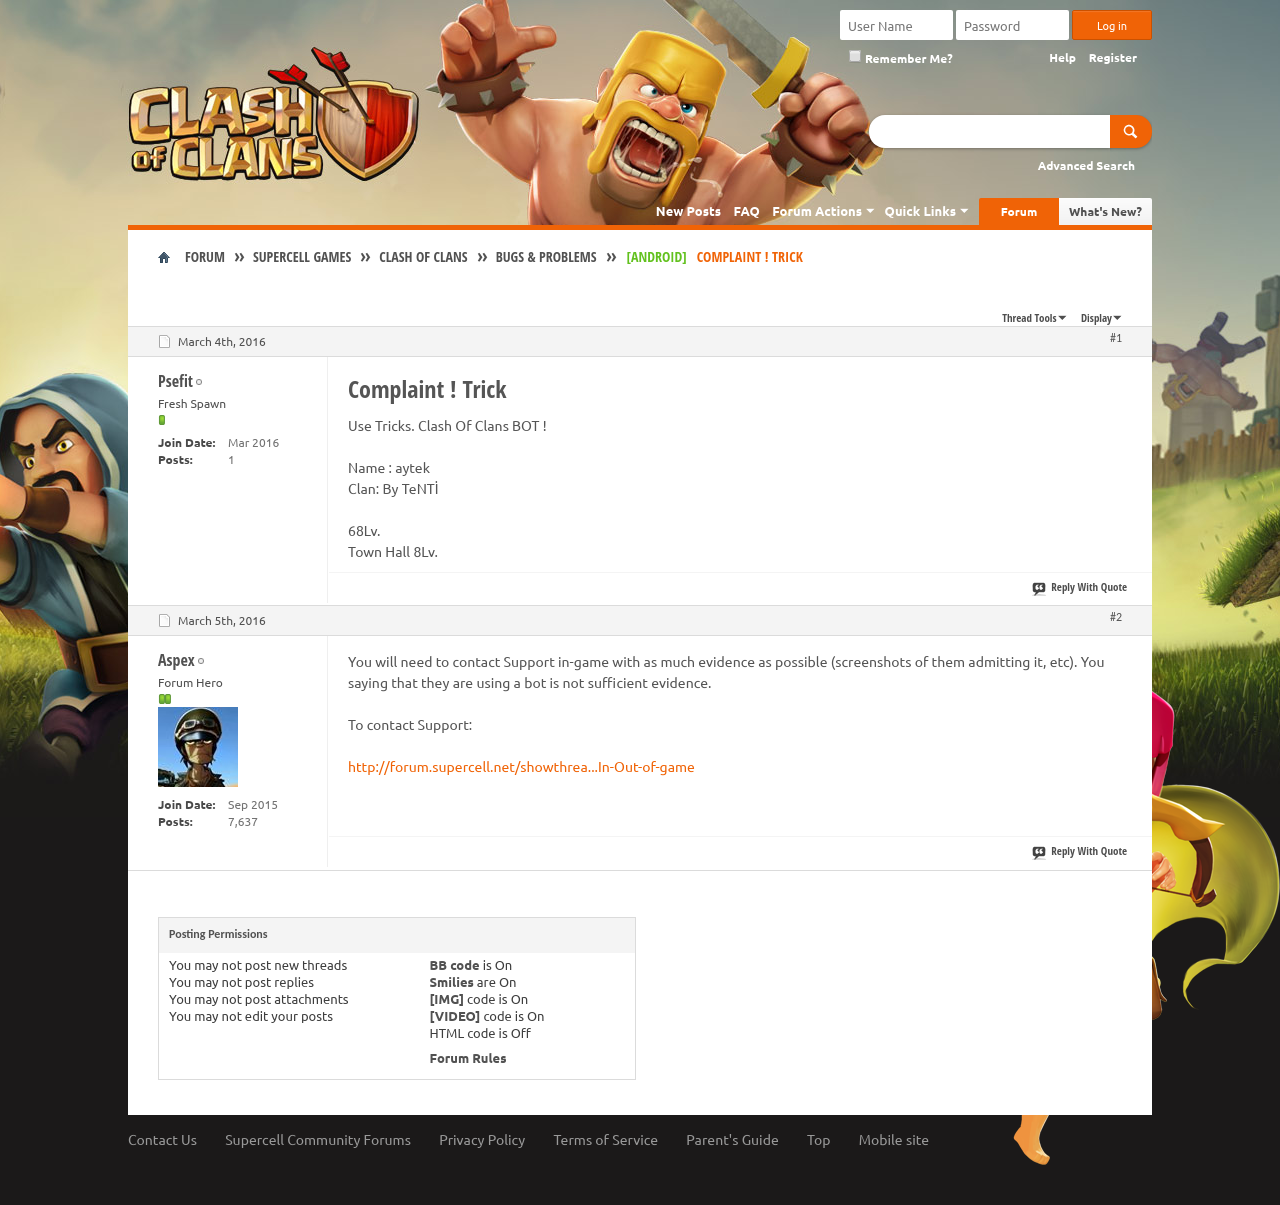 User Name
Password
Log in
Remember Me?
Help
Register
CLASH
OF CLANS
Advanced Search
New Posts
FAQ
Forum Actions
Quick Links
Forum
What's New?
FORUM » SUPERCELL GAMES » CLASH OF CLANS » BUGS & PROBLEMS » [ANDROID] COMPLAINT ! TRICK
Thread Tools
Display
March 4th, 2016
#1
Psefit
Fresh Spawn
Join Date: Mar 2016
Posts: 1
Complaint ! Trick
Use Tricks. Clash Of Clans BOT !
Name : aytek
Clan: By TeNTİ
68Lv.
Town Hall 8Lv.
Reply With Quote
March 5th, 2016
#2
Aspex
Forum Hero
Join Date: Sep 2015
Posts: 7,637
You will need to contact Support in-game with as much evidence as possible (screenshots of them admitting it, etc). You
saying that they are using a bot is not sufficient evidence.
To contact Support:
http://forum.supercell.net/showthrea...In-Out-of-game
Reply With Quote
Posting Permissions
You may not post new threads
You may not post replies
You may not post attachments
You may not edit your posts
BB code is On
Smilies are On
[IMG] code is On
[VIDEO] code is On
HTML code is Off
Forum Rules
Contact Us
Supercell Community Forums
Privacy Policy
Terms of Service
Parent's Guide
Top
Mobile site